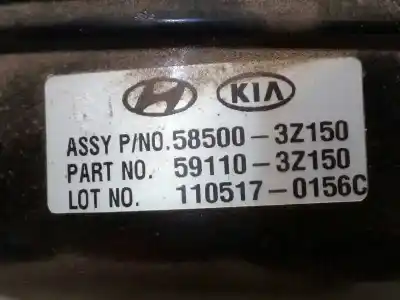 KIA
ASSY P/NO. 58500-3Z150
PART NO. 59110-3Z150
LOT NO. 110517-0156C